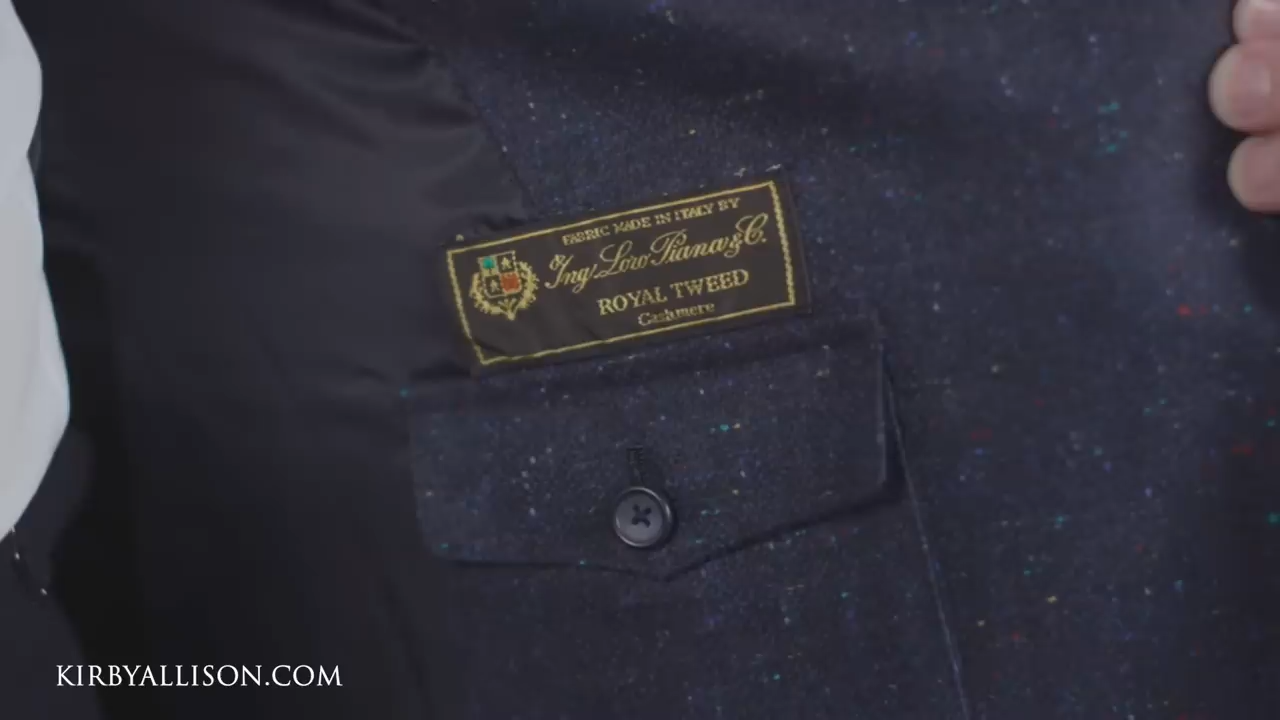 FABRIC MADE IN ITALY BY
Ing. Loro Piana & C.
ROYAL TWEED
Cashmere
KIRBYALLISON.COM